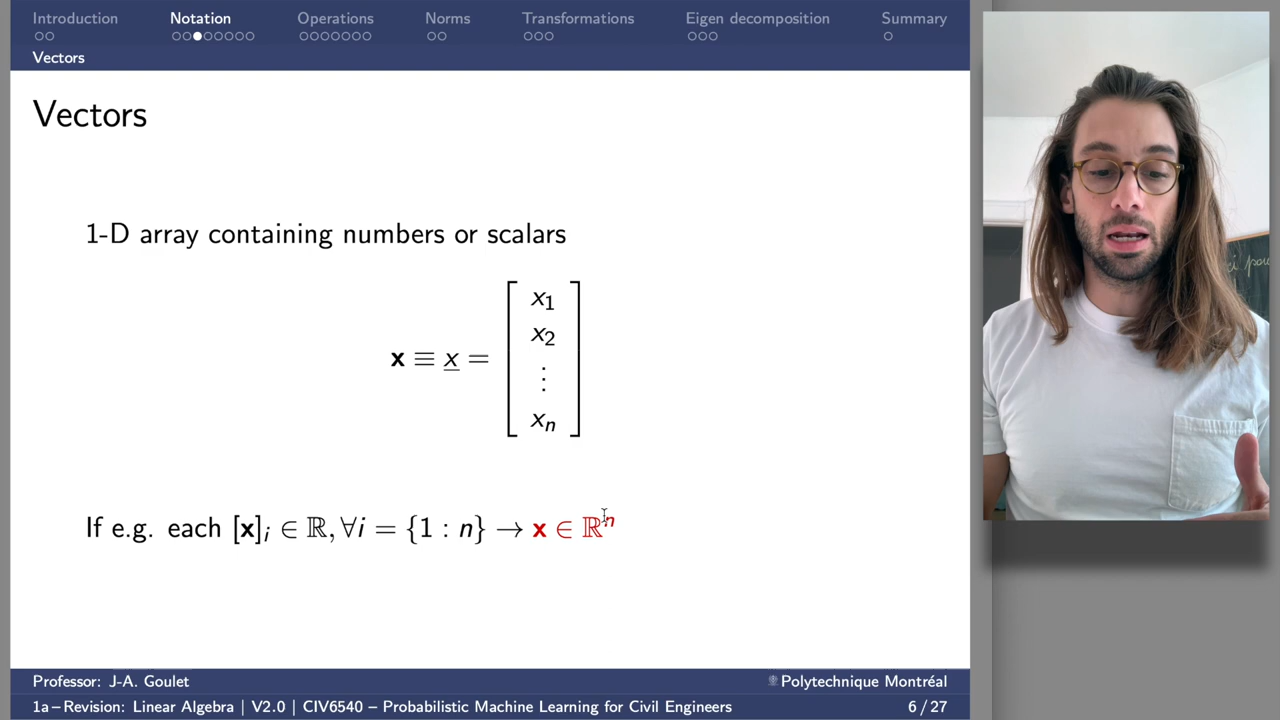 Introduction Notation Operations Norms Transformations Eigen decomposition Summary
Vectors
Vectors
1-D array containing numbers or scalars
x ≡ x̲ = [ x₁ x₂ ⋮ xₙ ]
If e.g. each [x]ᵢ ∈ ℝ, ∀i = {1 : n} → x ∈ ℝⁿ
Professor: J-A. Goulet Polytechnique Montréal
1a – Revision: Linear Algebra | V2.0 | CIV6540 – Probabilistic Machine Learning for Civil Engineers 6 / 27